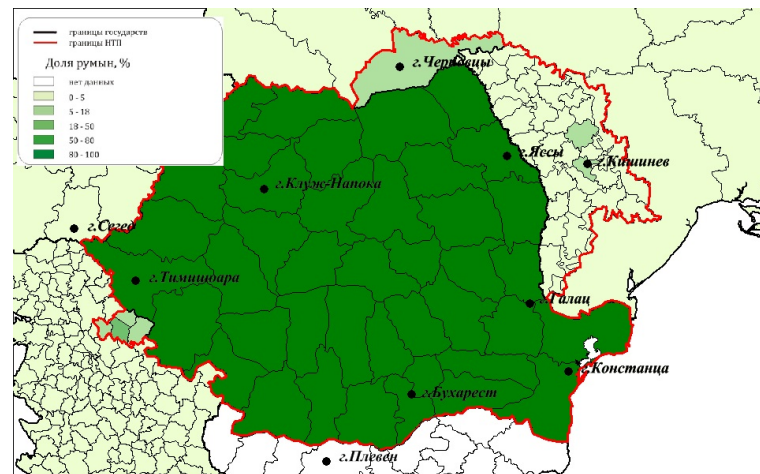 границы государств
границы НТП
Доля румын, %
нет данных
0 - 5
5 - 18
18 - 50
50 - 80
80 - 100
г.Черновцы
г.Яссы
г.Кишинев
г.Клуж-Напока
г.Сегед
г.Тимишоара
г.Галац
г.Констанца
г.Бухарест
г.Плевен